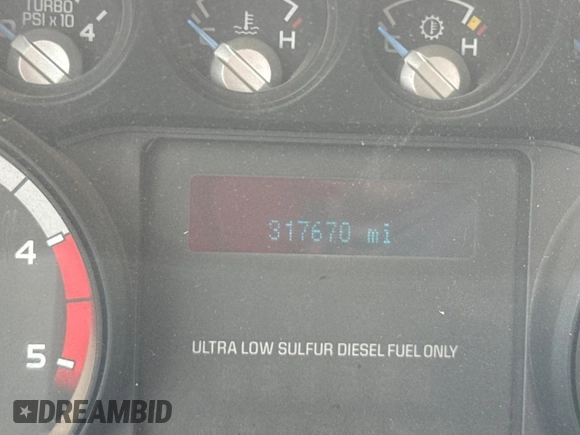 TURBO
PSI x 10
4
C
H
C
H
317670 mi
4
5
ULTRA LOW SULFUR DIESEL FUEL ONLY
DREAMBID